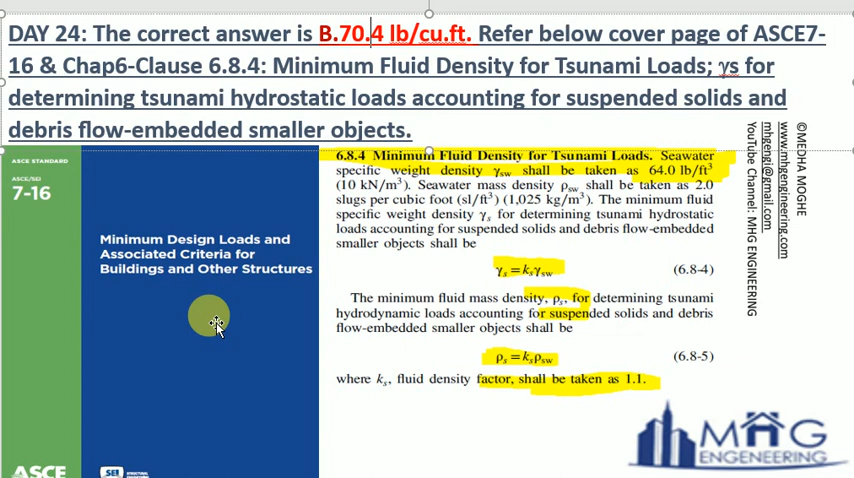 DAY 24: The correct answer is B.70.4 lb/cu.ft. Refer below cover page of ASCE7-
16 & Chap6-Clause 6.8.4: Minimum Fluid Density for Tsunami Loads; γs for
determining tsunami hydrostatic loads accounting for suspended solids and
debris flow-embedded smaller objects.
ASCE STANDARD
ASCE/SEI
7-16
Minimum Design Loads and
Associated Criteria for
Buildings and Other Structures
ASCE
SEI
6.8.4 Minimum Fluid Density for Tsunami Loads. Seawater
specific weight density γsw shall be taken as 64.0 lb/ft³
(10 kN/m³). Seawater mass density ρsw shall be taken as 2.0
slugs per cubic foot (sl/ft³) (1,025 kg/m³). The minimum fluid
specific weight density γs for determining tsunami hydrostatic
loads accounting for suspended solids and debris flow-embedded
smaller objects shall be
γs = ksγsw (6.8-4)
The minimum fluid mass density, ρs, for determining tsunami
hydrodynamic loads accounting for suspended solids and debris
flow-embedded smaller objects shall be
ρs = ksρsw (6.8-5)
where ks, fluid density factor, shall be taken as 1.1.
©MEDHA MOGHE
www.mhgengineering.com
mhgengi@gmail.com
YouTube Channel: MHG ENGINEERING
MHG
ENGENEERING